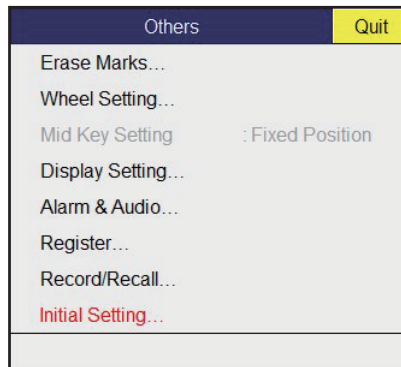 Others Quit
Erase Marks...
Wheel Setting...
Mid Key Setting : Fixed Position
Display Setting...
Alarm & Audio...
Register...
Record/Recall...
Initial Setting...